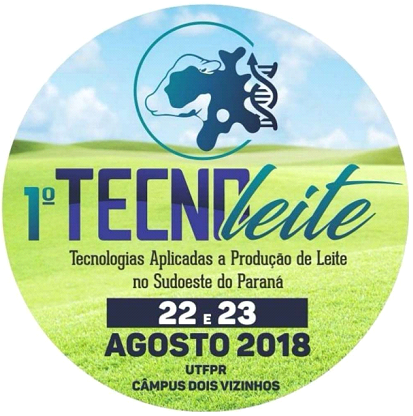 1º TECNOleite
Tecnologias Aplicadas a Produção de Leite
no Sudoeste do Paraná
22 E 23
AGOSTO 2018
UTFPR
CÂMPUS DOIS VIZINHOS